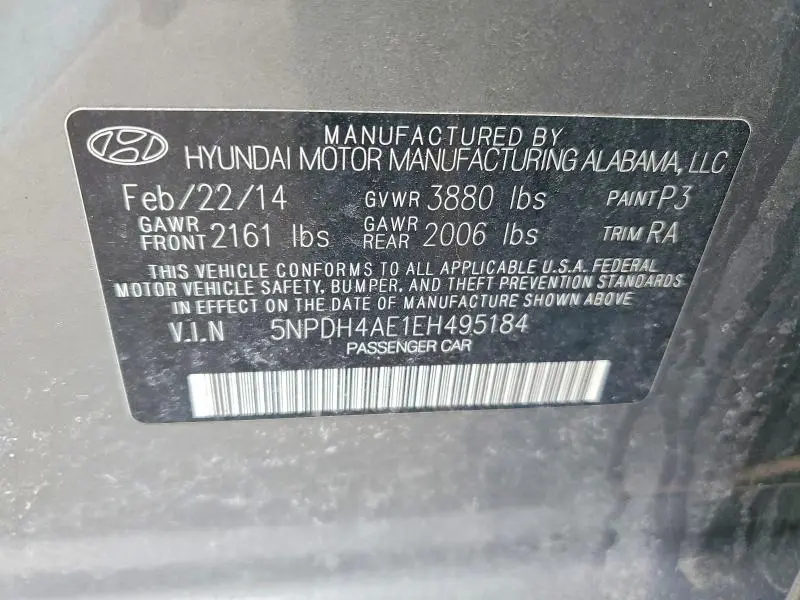 MANUFACTURED BY
HYUNDAI MOTOR MANUFACTURING ALABAMA, LLC
Feb/22/14 GVWR 3880 lbs PAINT P3
GAWR FRONT 2161 lbs GAWR REAR 2006 lbs TRIM RA
THIS VEHICLE CONFORMS TO ALL APPLICABLE U.S.A. FEDERAL
MOTOR VEHICLE SAFETY, BUMPER, AND THEFT PREVENTION STANDARDS
IN EFFECT ON THE DATE OF MANUFACTURE SHOWN ABOVE
V.I.N 5NPDH4AE1EH495184
PASSENGER CAR